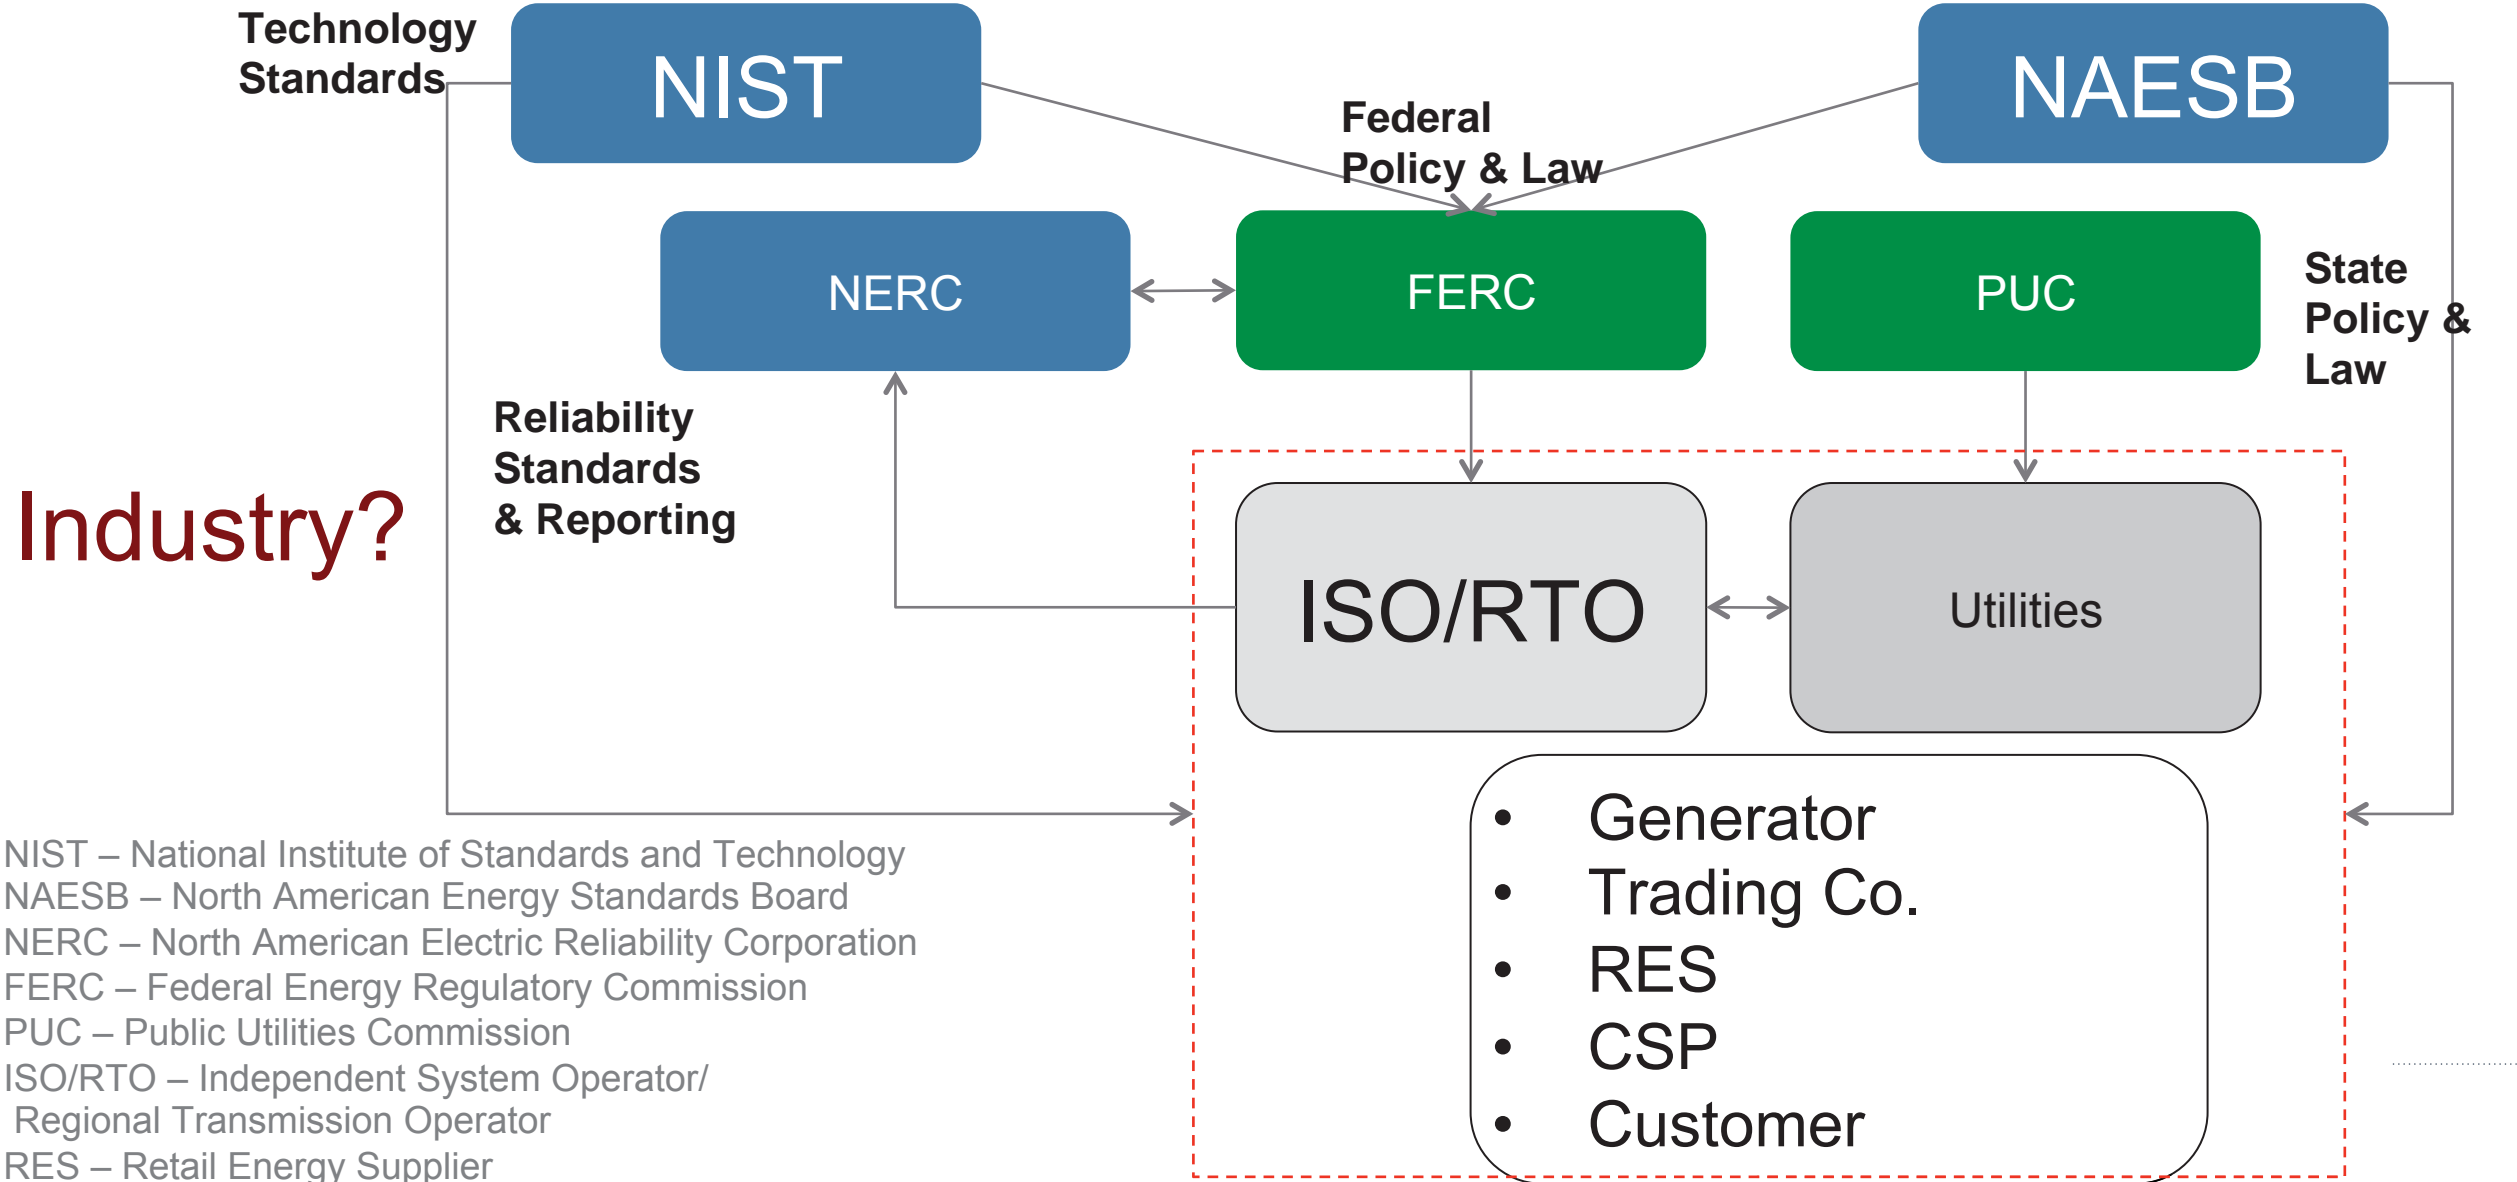 Technology
Standards
NIST
NAESB
Federal
Policy & Law
NERC
FERC
PUC
State
Policy &
Law
Reliability
Standards
& Reporting
Industry?
ISO/RTO
Utilities
• Generator
• Trading Co.
• RES
• CSP
• Customer
NIST – National Institute of Standards and Technology
NAESB – North American Energy Standards Board
NERC – North American Electric Reliability Corporation
FERC – Federal Energy Regulatory Commission
PUC – Public Utilities Commission
ISO/RTO – Independent System Operator/
Regional Transmission Operator
RES – Retail Energy Supplier